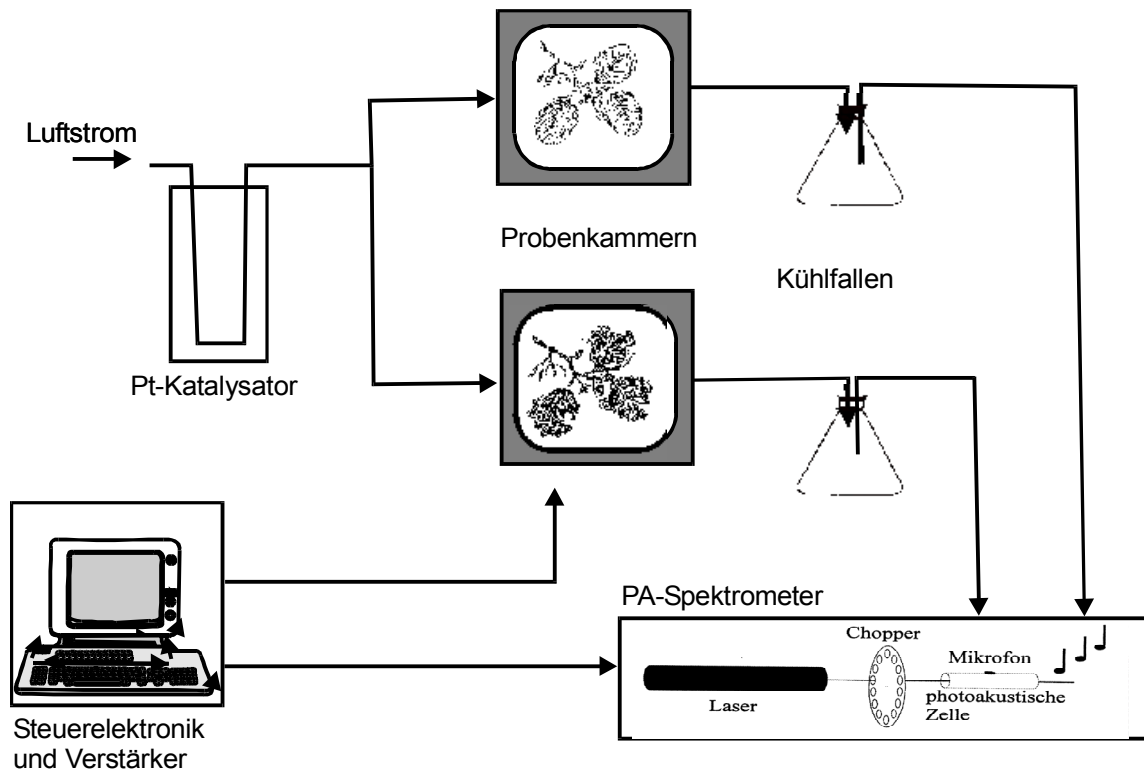 Luftstrom
Pt-Katalysator
Probenkammern
Kühlfallen
Steuerelektronik
und Verstärker
PA-Spektrometer
Chopper
Mikrofon
Laser
photoakustische
Zelle